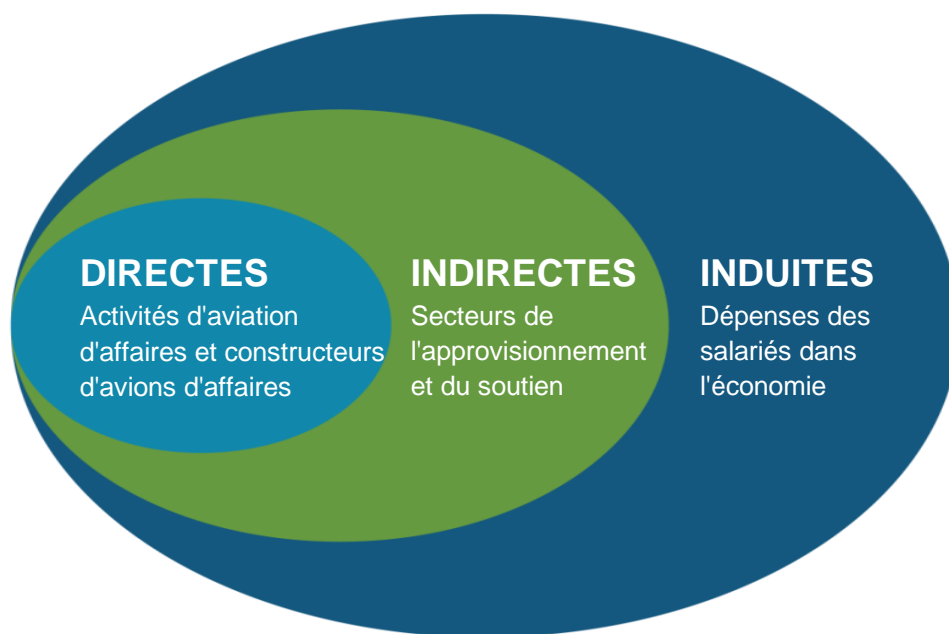 DIRECTES
Activités d'aviation
d'affaires et constructeurs
d'avions d'affaires
INDIRECTES
Secteurs de
l'approvisionnement
et du soutien
INDUITES
Dépenses des
salariés dans
l'économie